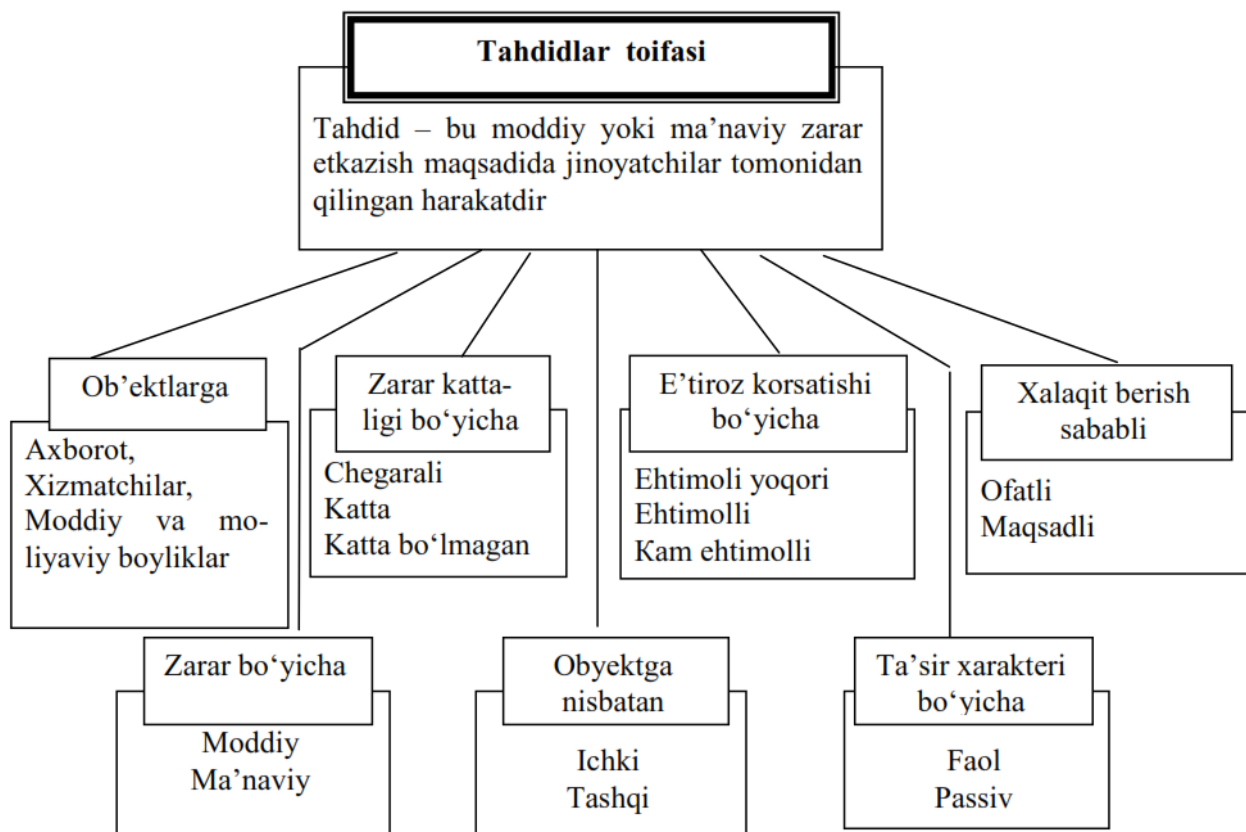 Tahdidlar toifasi
Tahdid – bu moddiy yoki ma’naviy zarar
etkazish maqsadida jinoyatchilar tomonidan
qilingan harakatdir
Ob’ektlarga
Axborot,
Xizmatchilar,
Moddiy va mo-
liyaviy boyliklar
Zarar katta-
ligi bo‘yicha
Chegarali
Katta
Katta bo‘lmagan
E’tiroz korsatishi
bo‘yicha
Ehtimoli yoqori
Ehtimolli
Kam ehtimolli
Xalaqit berish
sababli
Ofatli
Maqsadli
Zarar bo‘yicha
Moddiy
Ma’naviy
Obyektga
nisbatan
Ichki
Tashqi
Ta’sir xarakteri
bo‘yicha
Faol
Passiv